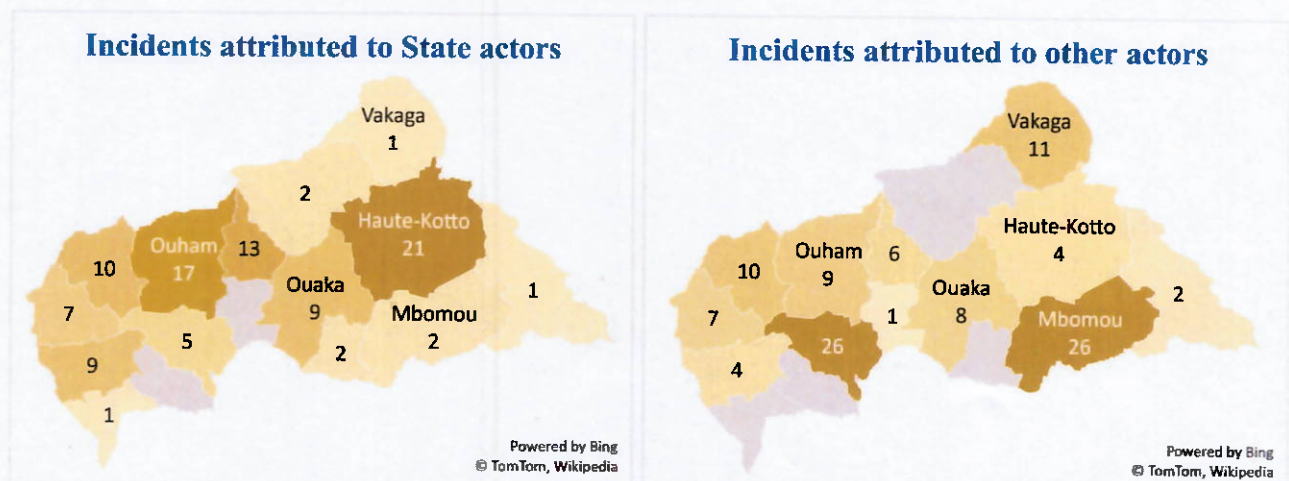 Incidents attributed to State actors
Vakaga
1
2
Haute-Kotto
21
Ouham
17
13
10
Ouaka
9
1
7
Mbomou
2
5
2
9
1
Powered by Bing
© TomTom, Wikipedia
Incidents attributed to other actors
Vakaga
11
Haute-Kotto
4
Ouham
9
6
10
Ouaka
8
2
7
1
Mbomou
26
26
4
Powered by Bing
© TomTom, Wikipedia